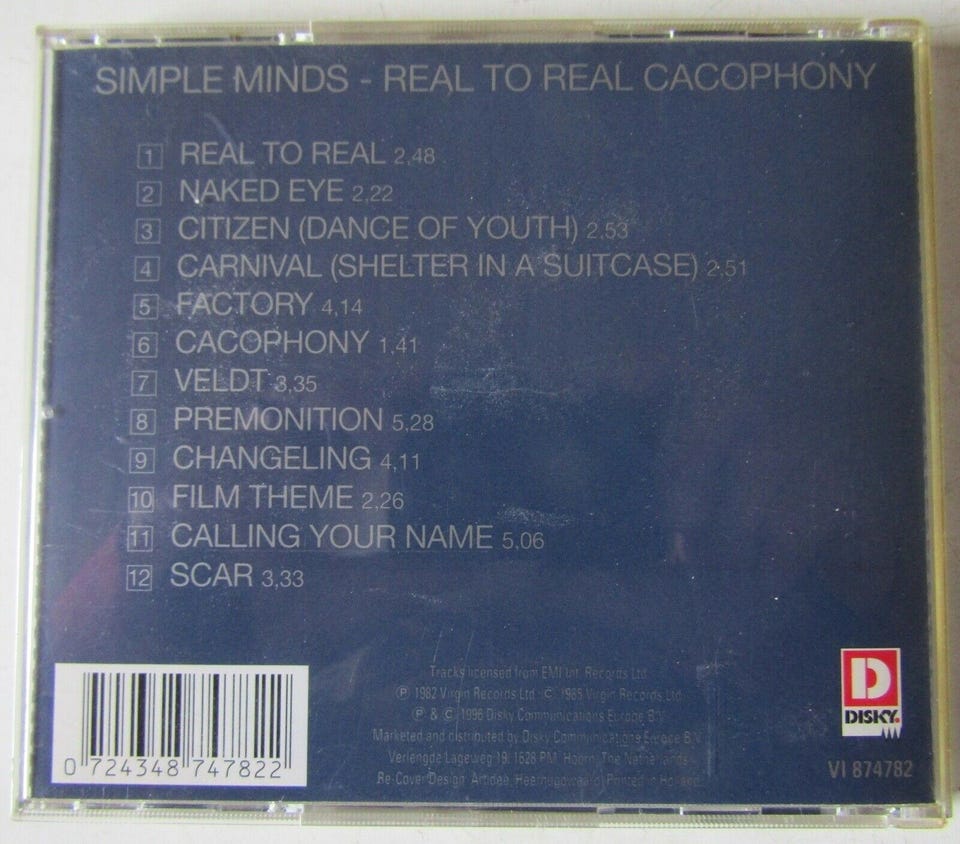 SIMPLE MINDS - REAL TO REAL CACOPHONY
1 REAL TO REAL 2,48
2 NAKED EYE 2,22
3 CITIZEN (DANCE OF YOUTH) 2,53
4 CARNIVAL (SHELTER IN A SUITCASE) 2,51
5 FACTORY 4,14
6 CACOPHONY 1,41
7 VELDT 3,35
8 PREMONITION 5,28
9 CHANGELING 4,11
10 FILM THEME 2,26
11 CALLING YOUR NAME 5,06
12 SCAR 3,33
Tracks licensed from EMI Int. Records Ltd
℗ 1982 Virgin Records Ltd © 1985 Virgin Records Ltd
℗ & © 1996 Disky Communications Europe B.V.
Marketed and distributed by Disky Communications Europe B.V.
Verlengde Lageweg 19, 1628 PM Hoorn, The Netherlands
Re-Cover Design: Artidee, Heerhugowaard Printed in Holland
0 724348 747822
D
DISKY.
VI 874782